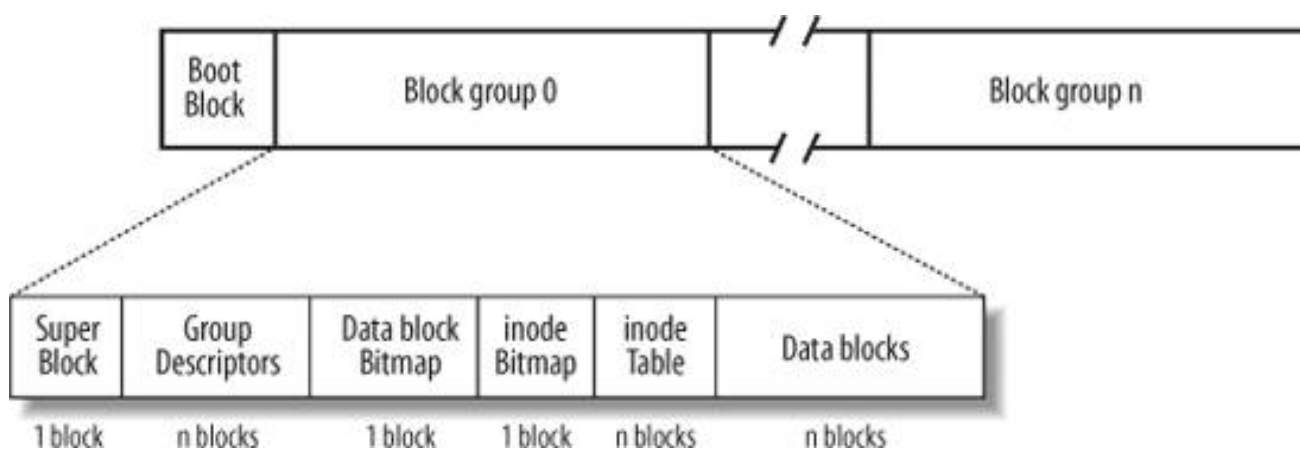 Boot
Block
Block group 0
Block group n
Super
Block
Group
Descriptors
Data block
Bitmap
inode
Bitmap
inode
Table
Data blocks
1 block
n blocks
1 block
1 block
n blocks
n blocks